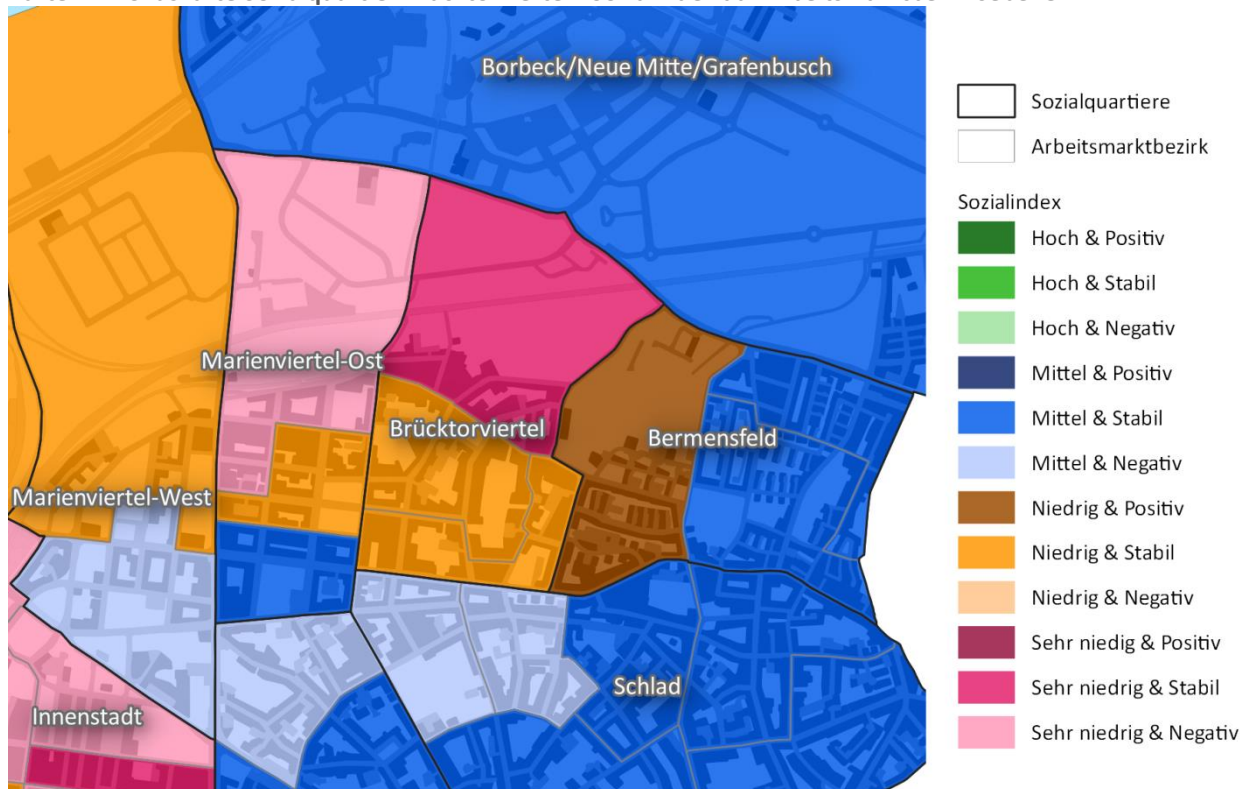 Borbeck/Neue Mitte/Grafenbusch
Marienviertel-Ost
Brücktorviertel
Bermensfeld
Marienviertel-West
Schlad
Innenstadt
Sozialquartiere
Arbeitsmarktbezirk
Sozialindex
Hoch & Positiv
Hoch & Stabil
Hoch & Negativ
Mittel & Positiv
Mittel & Stabil
Mittel & Negativ
Niedrig & Positiv
Niedrig & Stabil
Niedrig & Negativ
Sehr niedig & Positiv
Sehr niedrig & Stabil
Sehr niedrig & Negativ